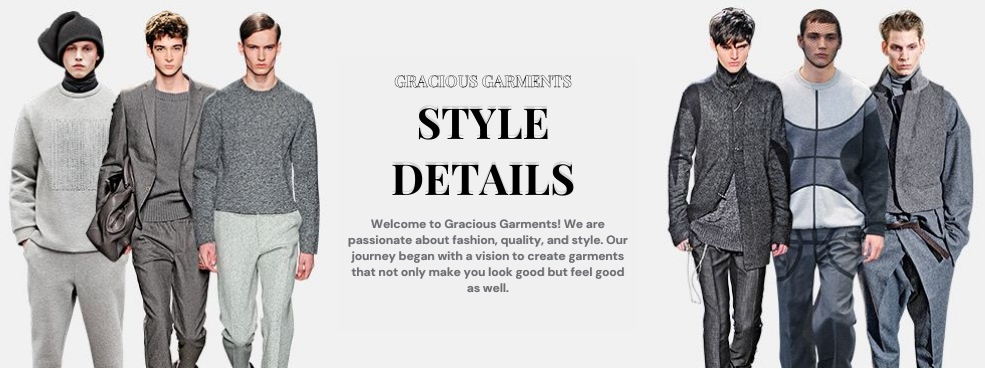 GRACIOUS GARMENTS
STYLE
DETAILS
Welcome to Gracious Garments! We are
passionate about fashion, quality, and style. Our
journey began with a vision to create garments
that not only make you look good but feel good
as well.